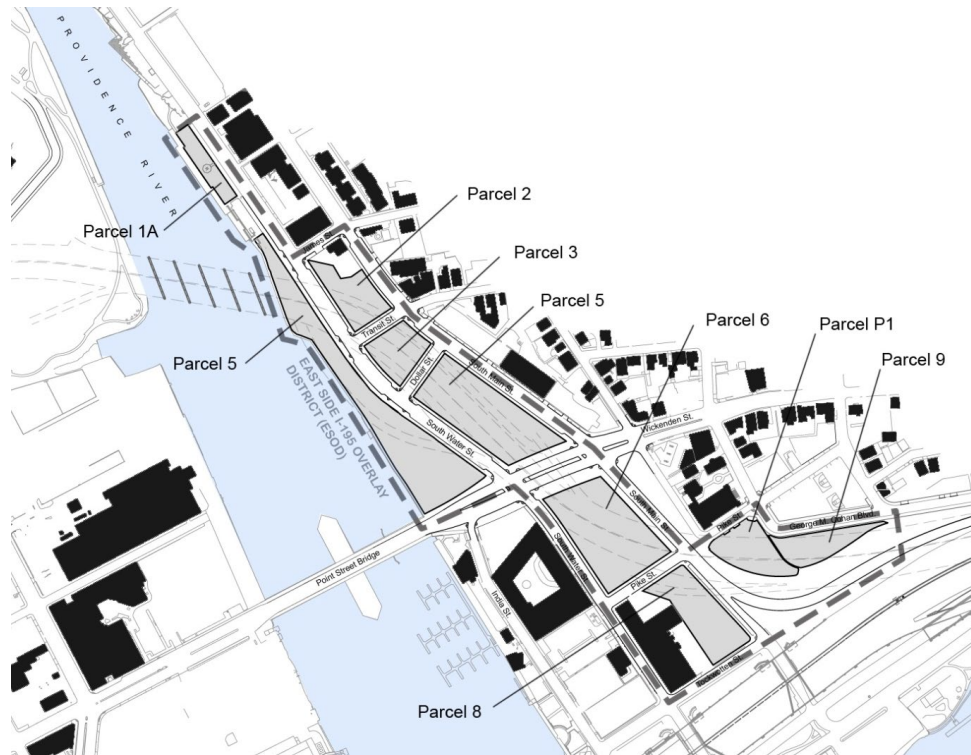 PROVIDENCE RIVER
Parcel 1A
Parcel 2
James St.
Parcel 3
Parcel 5
Transit St.
Parcel 6
Parcel P1
Parcel 5
Parcel 9
Dollar St.
South Main St.
EAST SIDE I-195 OVERLAY
DISTRICT (ESOD)
South Water St.
Wickenden St.
South Main St.
Pike St.
George M. Cohan Blvd.
Point Street Bridge
South Water St.
Pike St.
India St.
Parcel 8